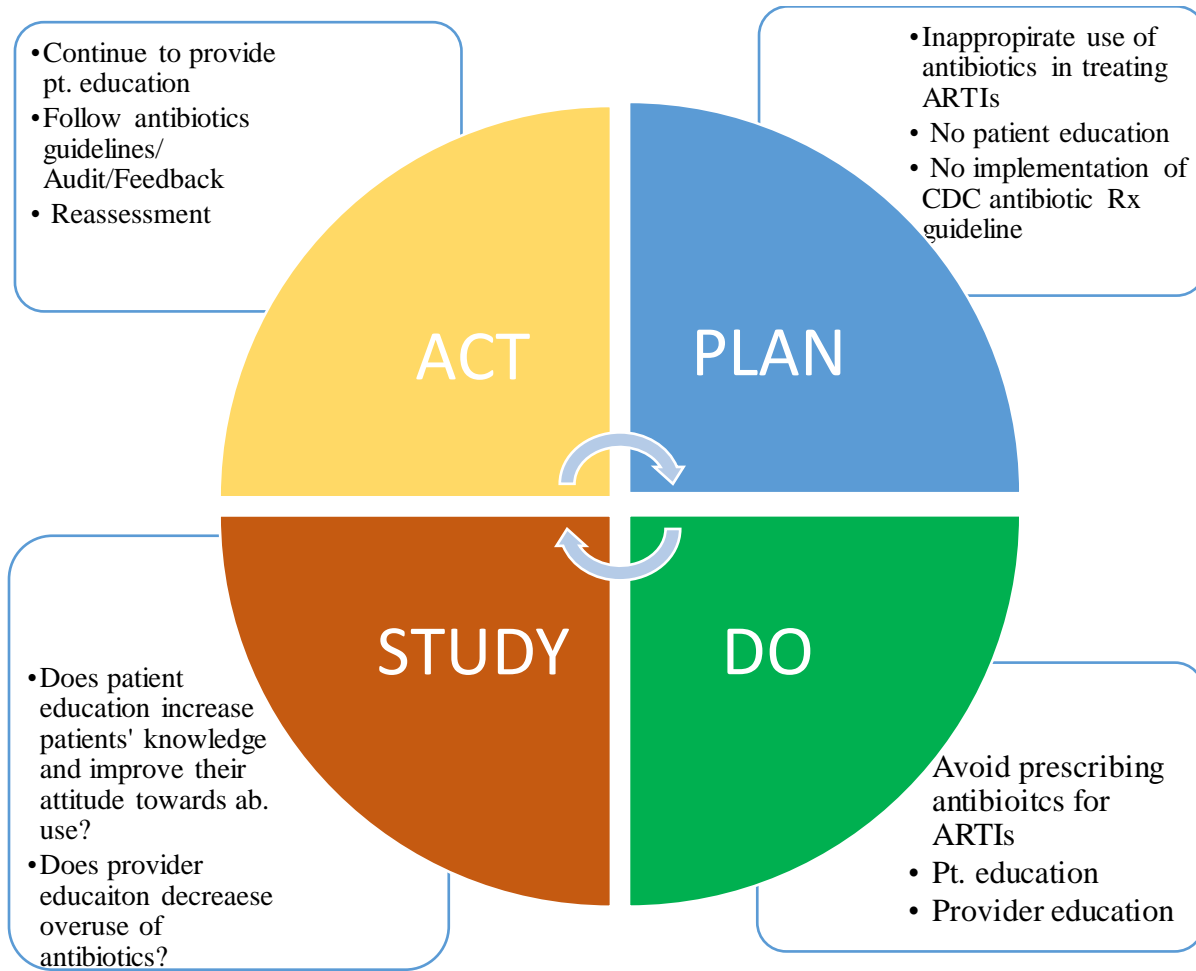 •Continue to provide
pt. education
•Follow antibiotics
guidelines/
Audit/Feedback
• Reassessment
•Inappropirate use of
antibiotics in treating
ARTIs
• No patient education
• No implementation of
CDC antibiotic Rx
guideline
ACT
PLAN
STUDY
DO
•Does patient
education increase
patients' knowledge
and improve their
attitude towards ab.
use?
•Does provider
educaiton decreaese
overuse of
antibiotics?
Avoid prescribing
antibioitcs for
ARTIs
• Pt. education
• Provider education